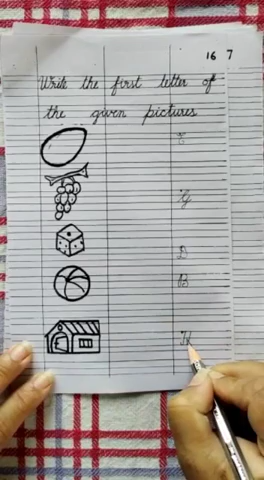 16 7
Write the first letter of
the given pictures
E
G
D
B
H